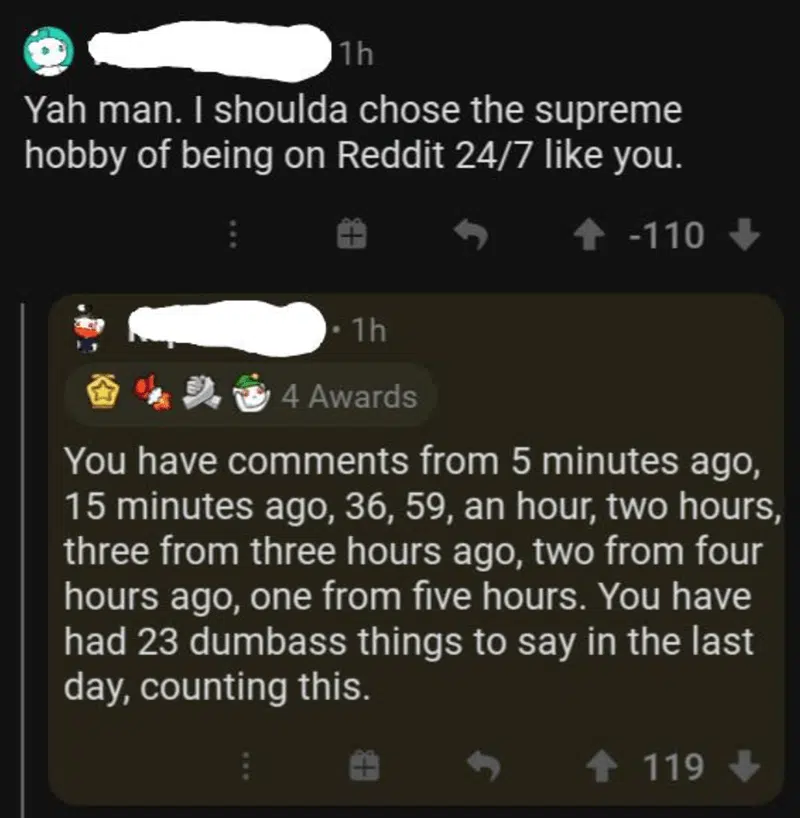 1h
Yah man. I shoulda chose the supreme
hobby of being on Reddit 24/7 like you.
-110
• 1h
4 Awards
You have comments from 5 minutes ago,
15 minutes ago, 36, 59, an hour, two hours,
three from three hours ago, two from four
hours ago, one from five hours. You have
had 23 dumbass things to say in the last
day, counting this.
119